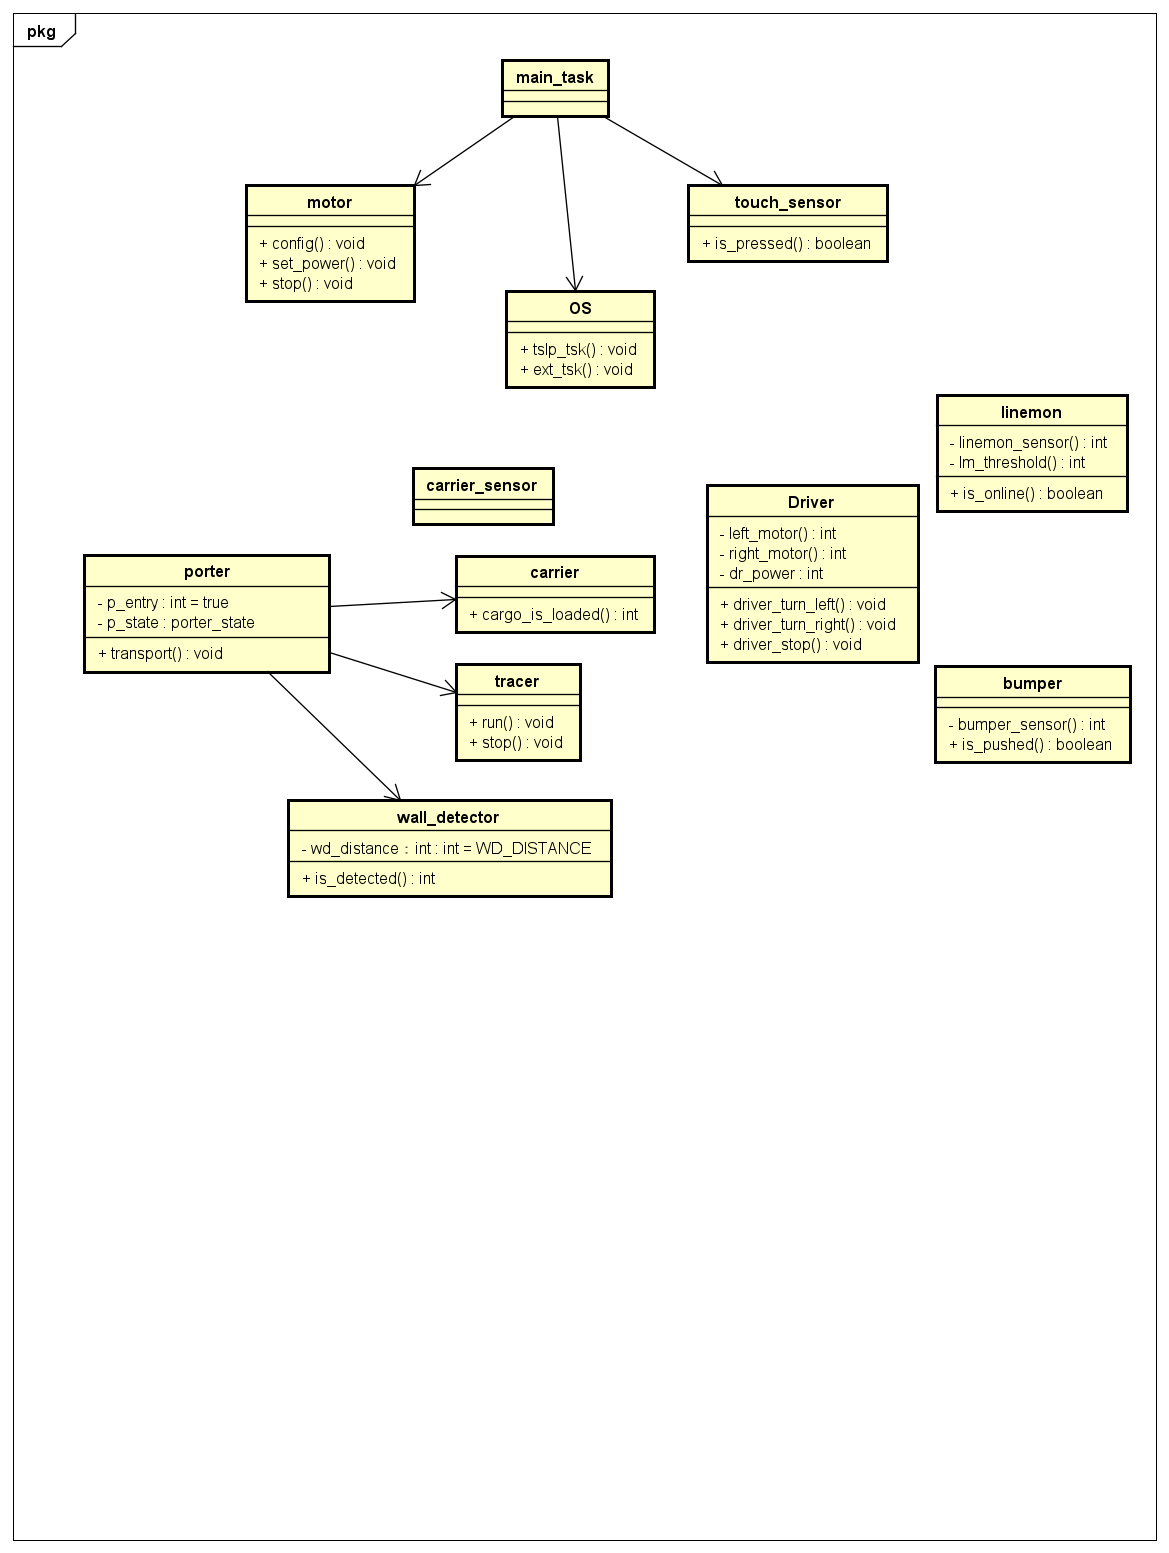 pkg
main_task
motor
+ config() : void
+ set_power() : void
+ stop() : void
touch_sensor
+ is_pressed() : boolean
OS
+ tslp_tsk() : void
+ ext_tsk() : void
linemon
- linemon_sensor() : int
- lm_threshold() : int
+ is_online() : boolean
carrier_sensor
Driver
- left_motor() : int
- right_motor() : int
- dr_power : int
+ driver_turn_left() : void
+ driver_turn_right() : void
+ driver_stop() : void
porter
- p_entry : int = true
- p_state : porter_state
+ transport() : void
carrier
+ cargo_is_loaded() : int
tracer
+ run() : void
+ stop() : void
bumper
- bumper_sensor() : int
+ is_pushed() : boolean
wall_detector
- wd_distance : int : int = WD_DISTANCE
+ is_detected() : int